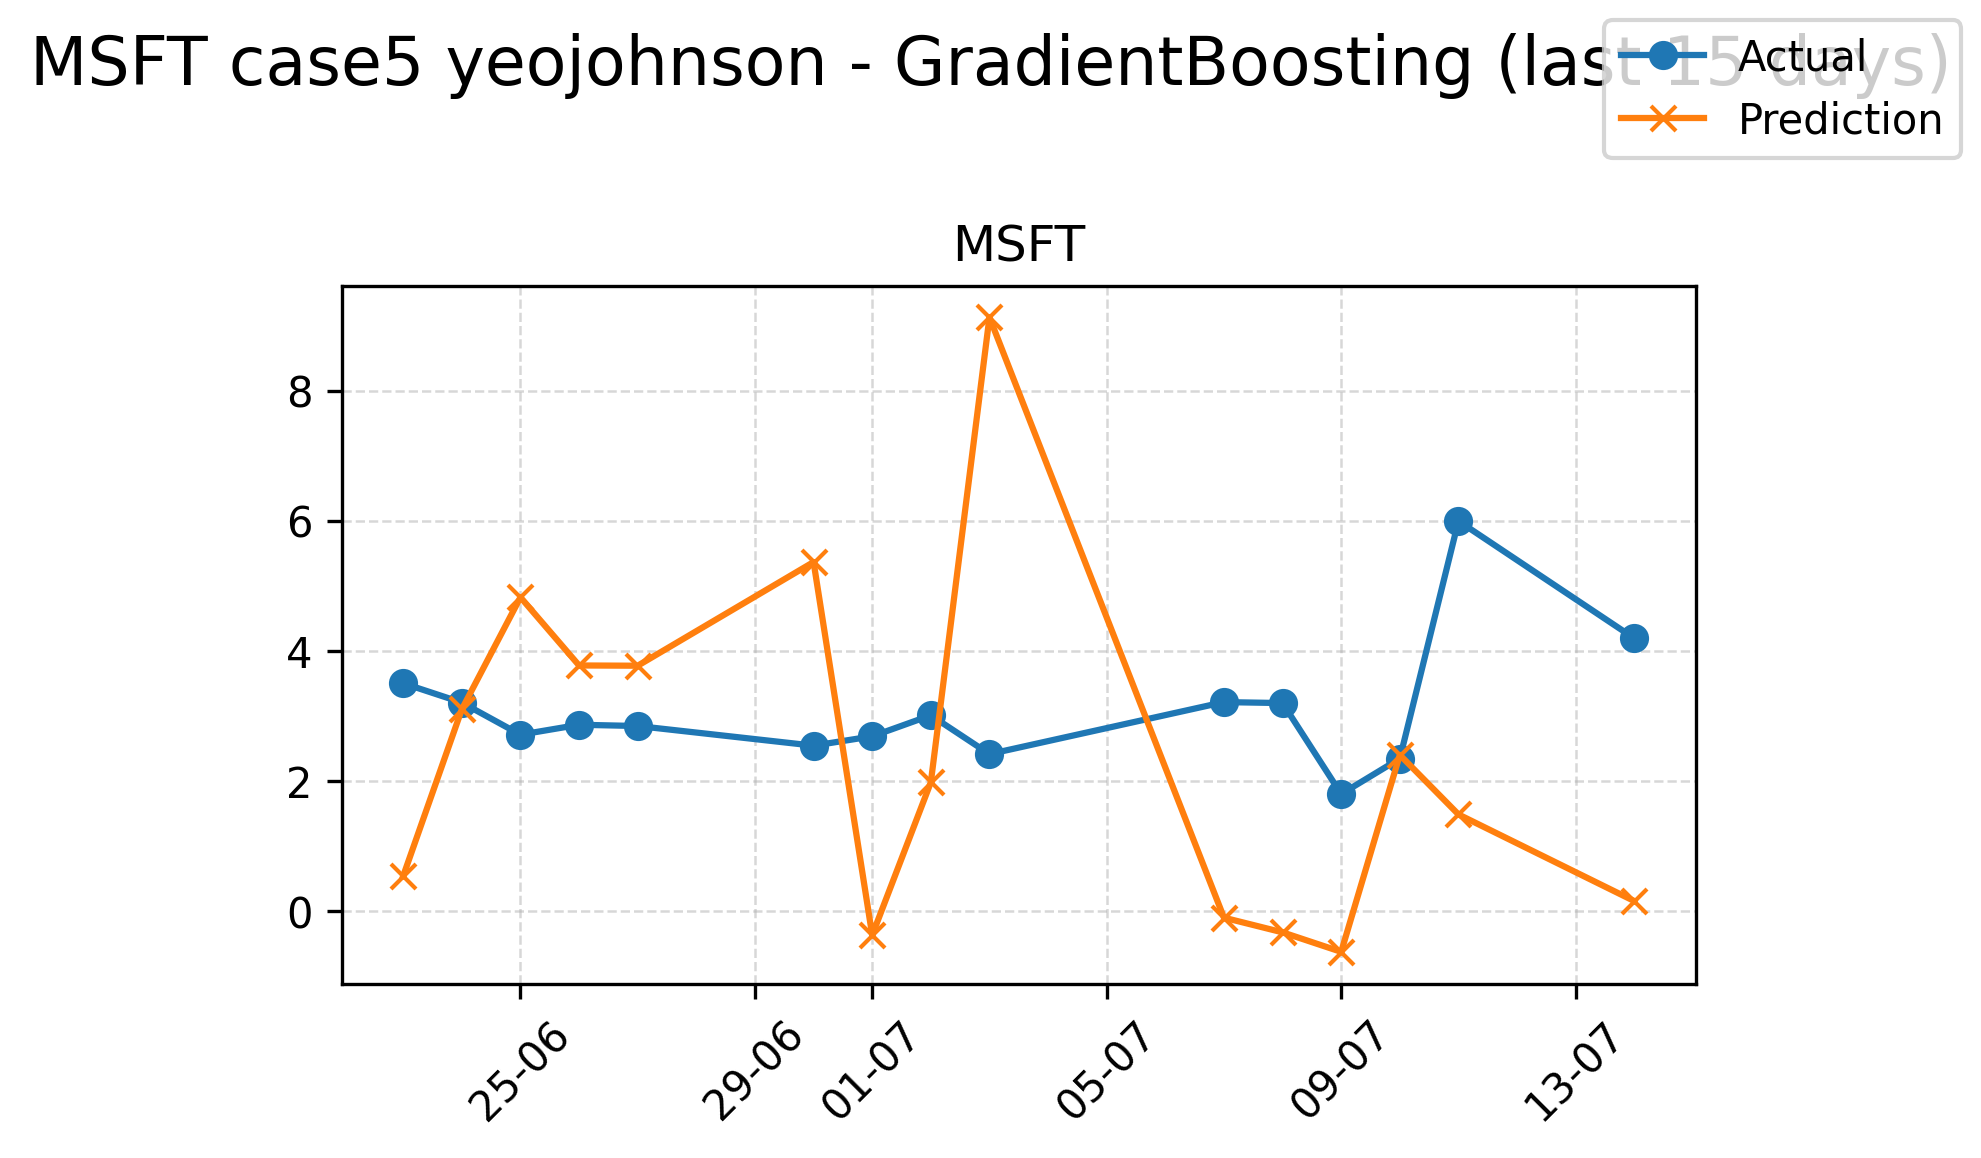 MSFT case5 yeojohnson - GradientBoosting (last 15 days)
Actual
Prediction
MSFT
8
6
4
2
0
25-06
29-06
01-07
05-07
09-07
13-07